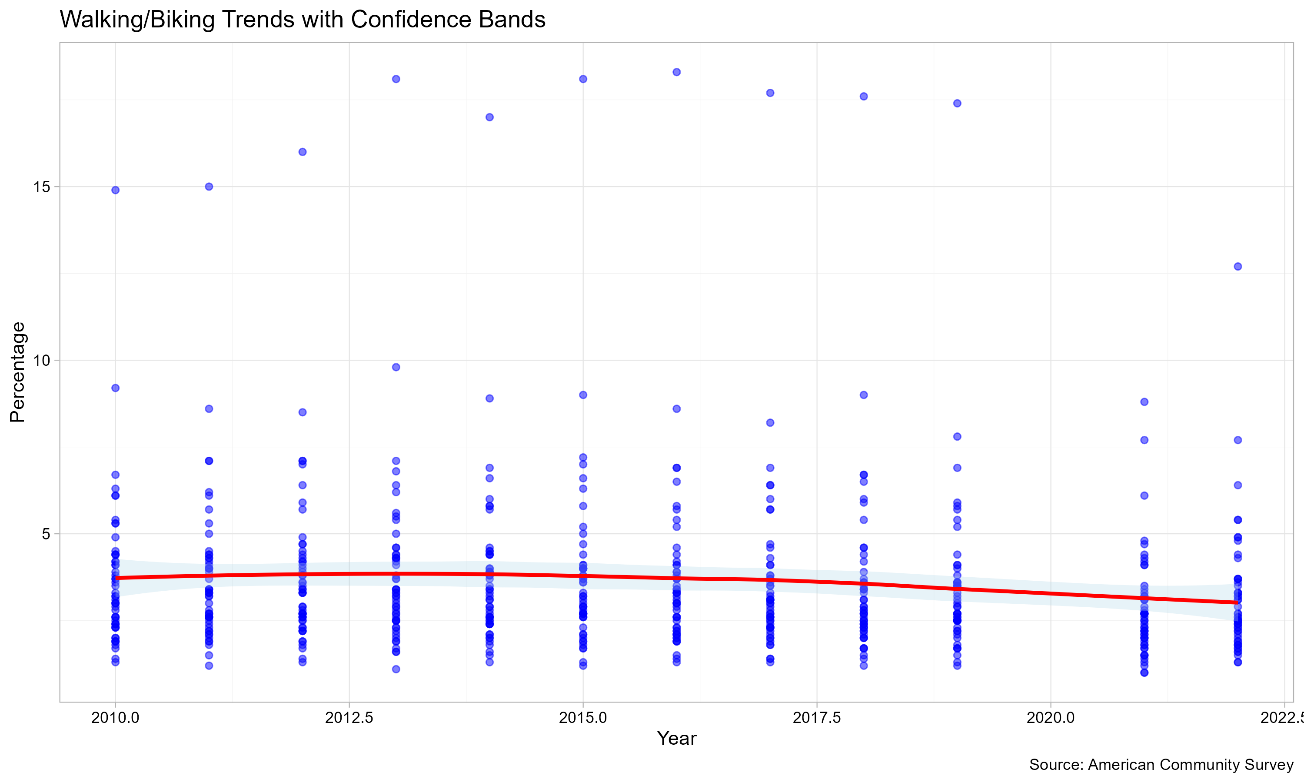 Walking/Biking Trends with Confidence Bands
Percentage
15
10
5
2010.0 2012.5 2015.0 2017.5 2020.0 2022.5
Year
Source: American Community Survey